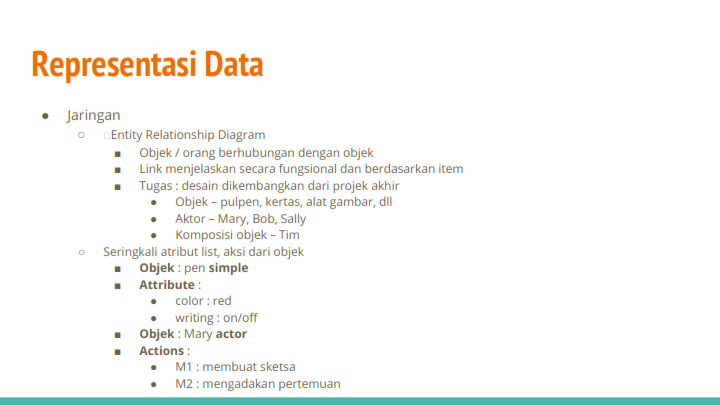 Representasi Data
● Jaringan
○ Entity Relationship Diagram
■ Objek / orang berhubungan dengan objek
■ Link menjelaskan secara fungsional dan berdasarkan item
■ Tugas : desain dikembangkan dari projek akhir
● Objek – pulpen, kertas, alat gambar, dll
● Aktor – Mary, Bob, Sally
● Komposisi objek – Tim
○ Seringkali atribut list, aksi dari objek
■ Objek : pen simple
■ Attribute :
● color : red
● writing : on/off
■ Objek : Mary actor
■ Actions :
● M1 : membuat sketsa
● M2 : mengadakan pertemuan